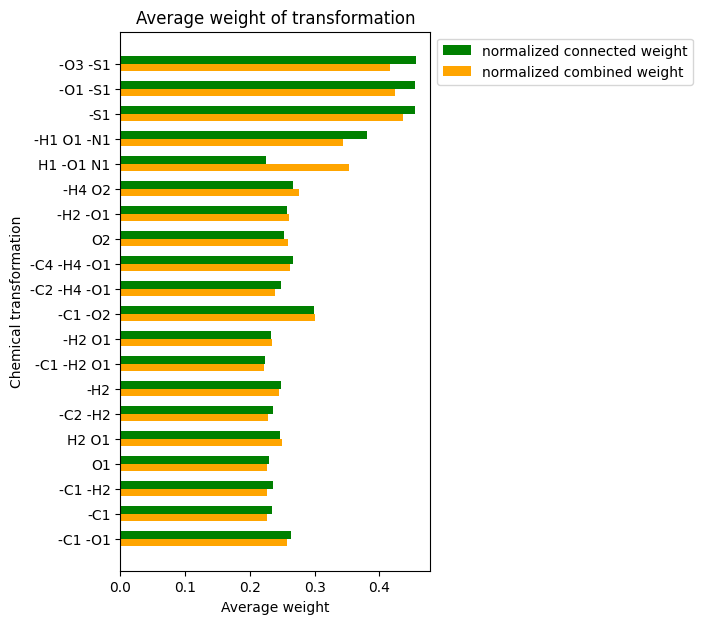 Average weight of transformation
normalized connected weight
normalized combined weight
Chemical transformation
-O3 -S1
-O1 -S1
-S1
-H1 O1 -N1
H1 -O1 N1
-H4 O2
-H2 -O1
O2
-C4 -H4 -O1
-C2 -H4 -O1
-C1 -O2
-H2 O1
-C1 -H2 O1
-H2
-C2 -H2
H2 O1
O1
-C1 -H2
-C1
-C1 -O1
0.0 0.1 0.2 0.3 0.4
Average weight